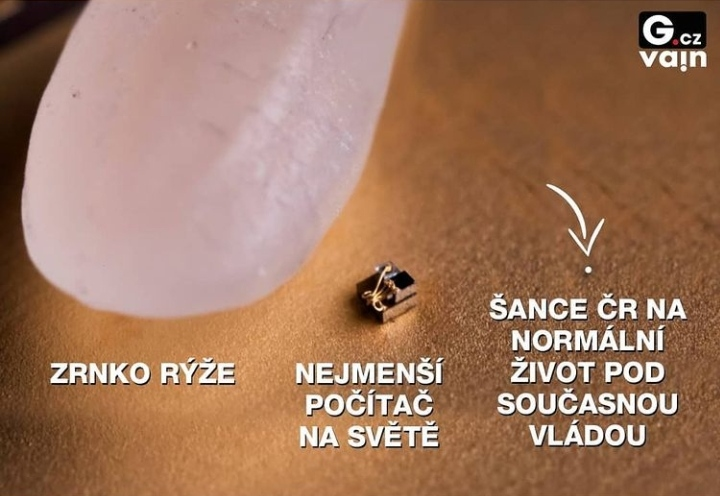 G.cz
vain
ZRNKO RÝŽE
NEJMENŠÍ
POČÍTAČ
NA SVĚTĚ
ŠANCE ČR NA
NORMÁLNÍ
ŽIVOT POD
SOUČASNOU
VLÁDOU